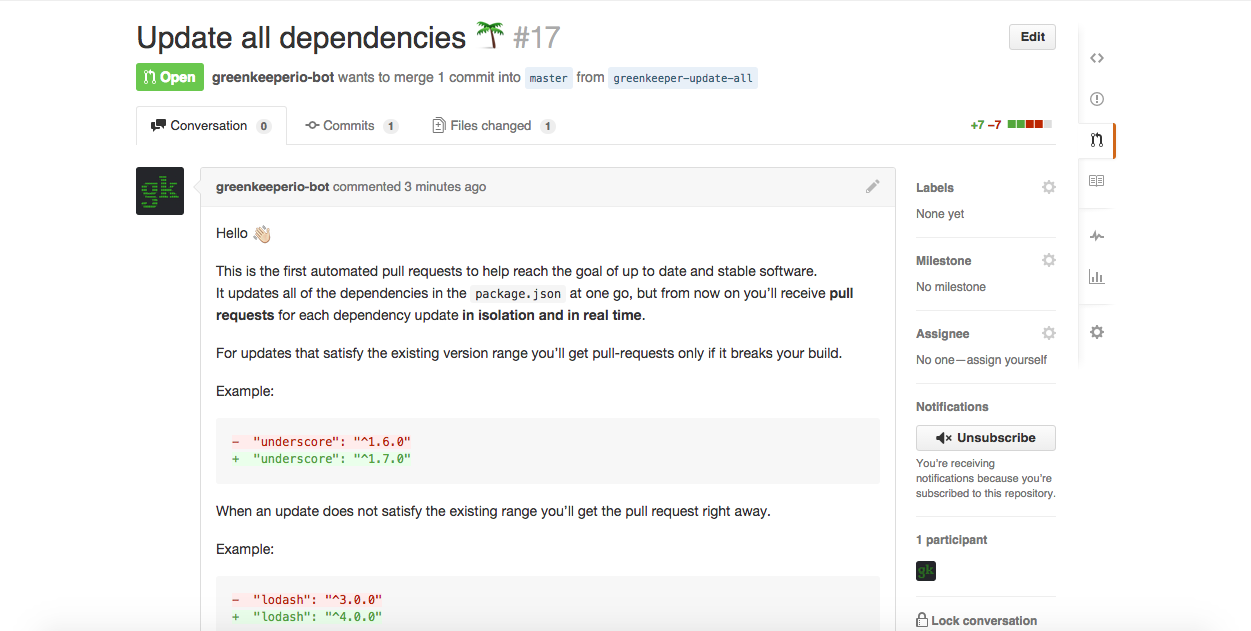 Update all dependencies 🌴 #17
Edit
Open greenkeeperio-bot wants to merge 1 commit into master from greenkeeper-update-all
Conversation 0 Commits 1 Files changed 1
+7 −7
gk
greenkeeperio-bot commented 3 minutes ago
Hello 👋🏻
This is the first automated pull requests to help reach the goal of up to date and stable software.
It updates all of the dependencies in the package.json at one go, but from now on you’ll receive pull
requests for each dependency update in isolation and in real time.
For updates that satisfy the existing version range you’ll get pull-requests only if it breaks your build.
Example:
- "underscore": "^1.6.0"
+ "underscore": "^1.7.0"
When an update does not satisfy the existing range you’ll get the pull request right away.
Example:
- "lodash": "^3.0.0"
+ "lodash": "^4.0.0"
Labels
None yet
Milestone
No milestone
Assignee
No one—assign yourself
Notifications
Unsubscribe
You’re receiving
notifications because you’re
subscribed to this repository.
1 participant
gk
Lock conversation